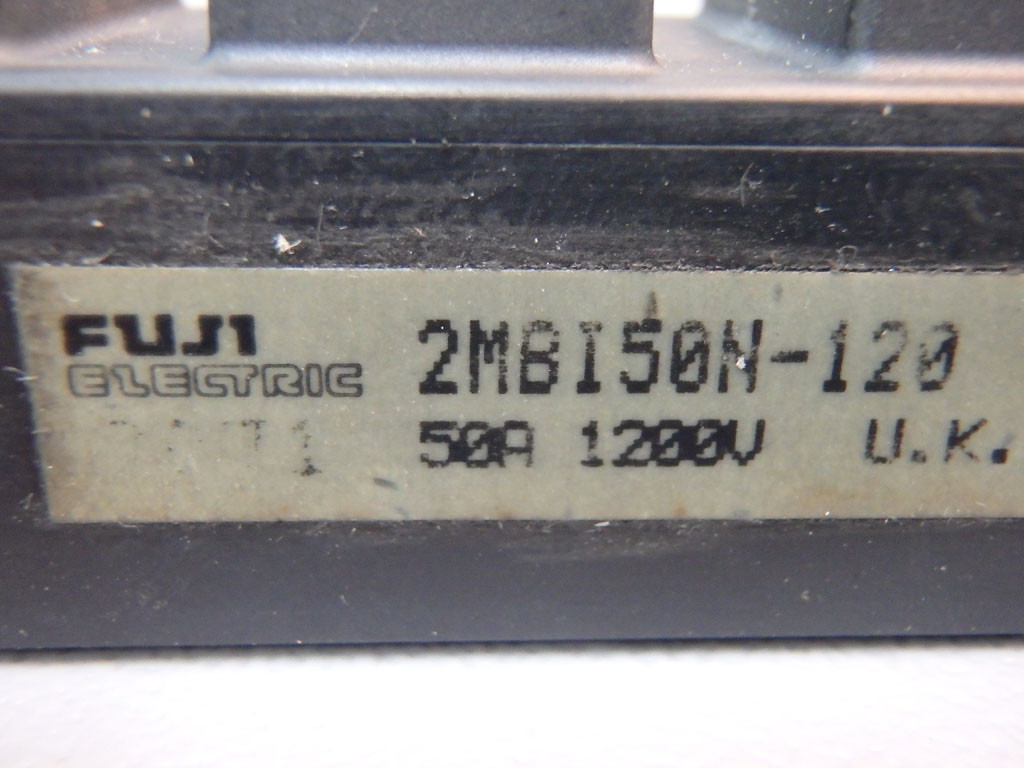 FUJI
ELECTRIC
2MBI50N-120
50A 1200V U.K.